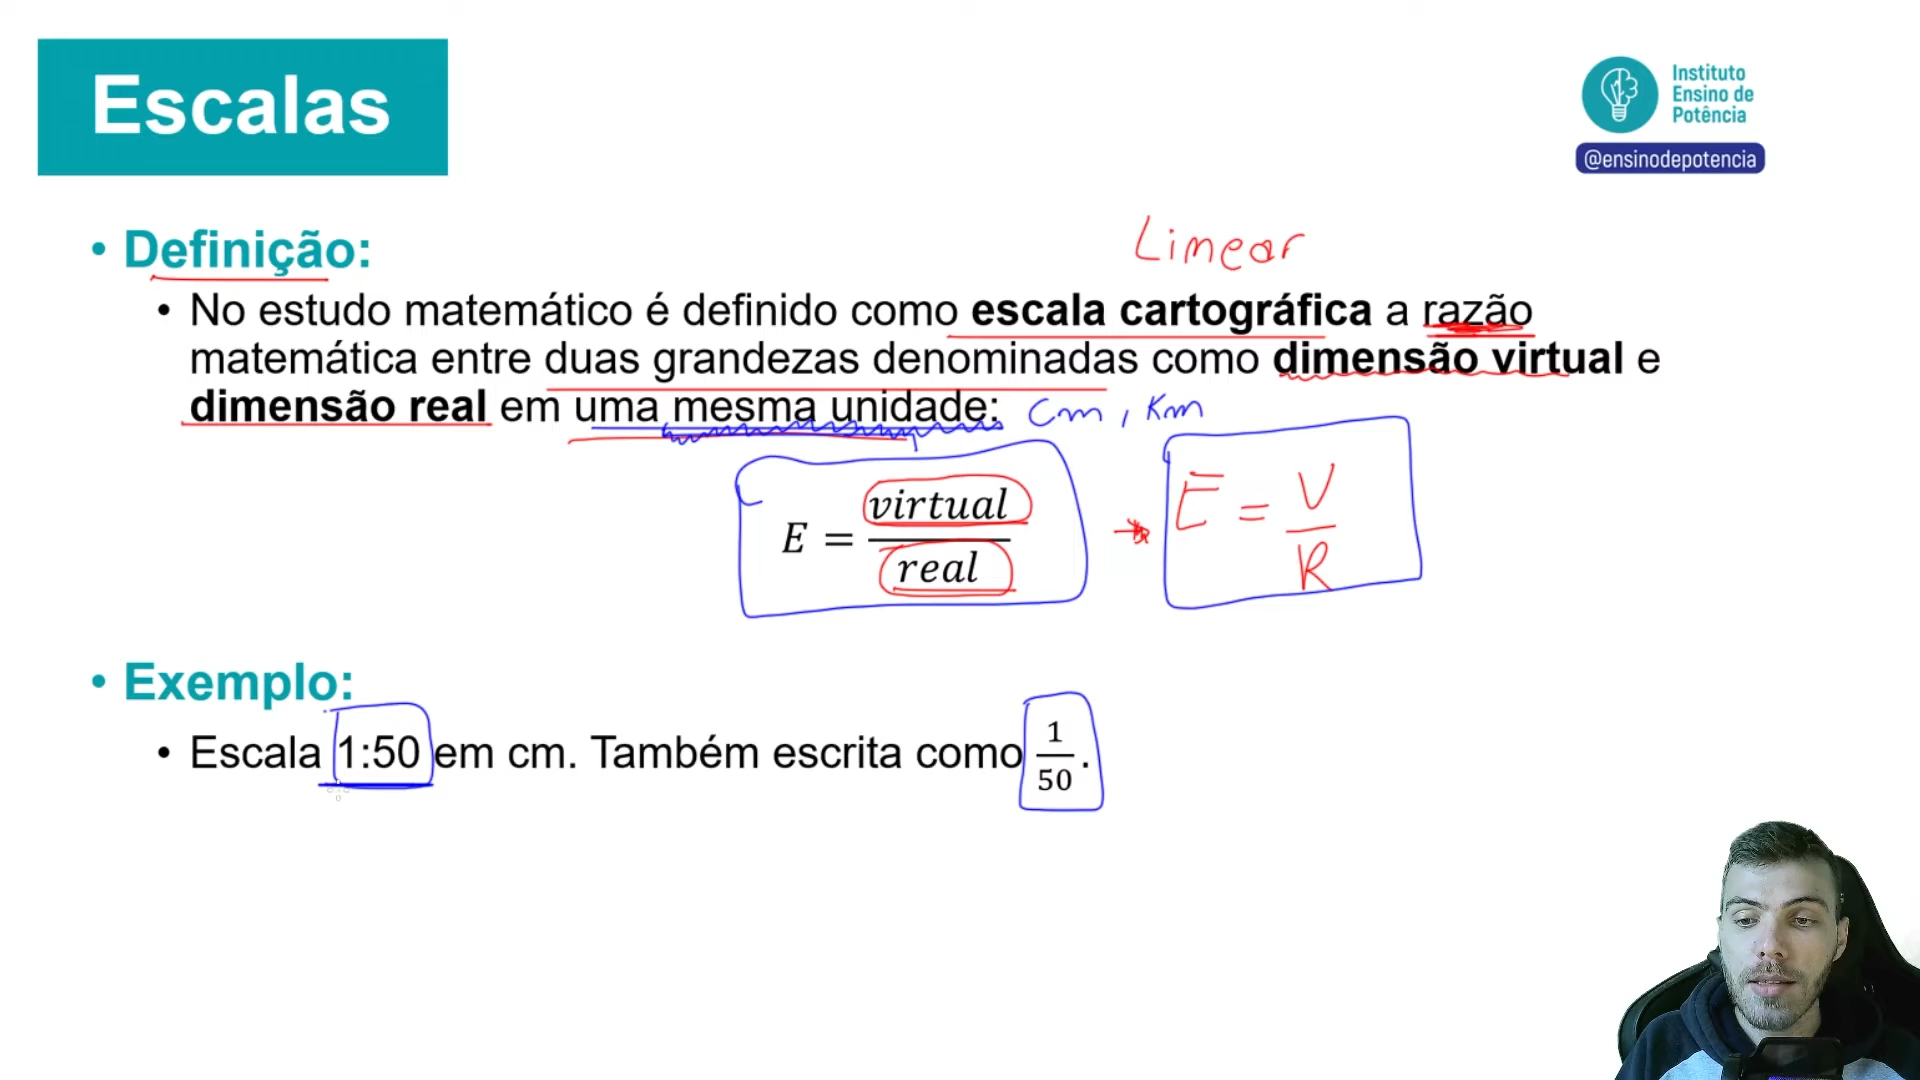 Escalas
Instituto
Ensino de
Potência
@ensinodepotencia
• Definição:
Linear
• No estudo matemático é definido como escala cartográfica a razão
matemática entre duas grandezas denominadas como dimensão virtual e
dimensão real em uma mesma unidade: cm, Km
E = virtual/real
E = V/R
• Exemplo:
• Escala 1:50 em cm. Também escrita como 1/50.